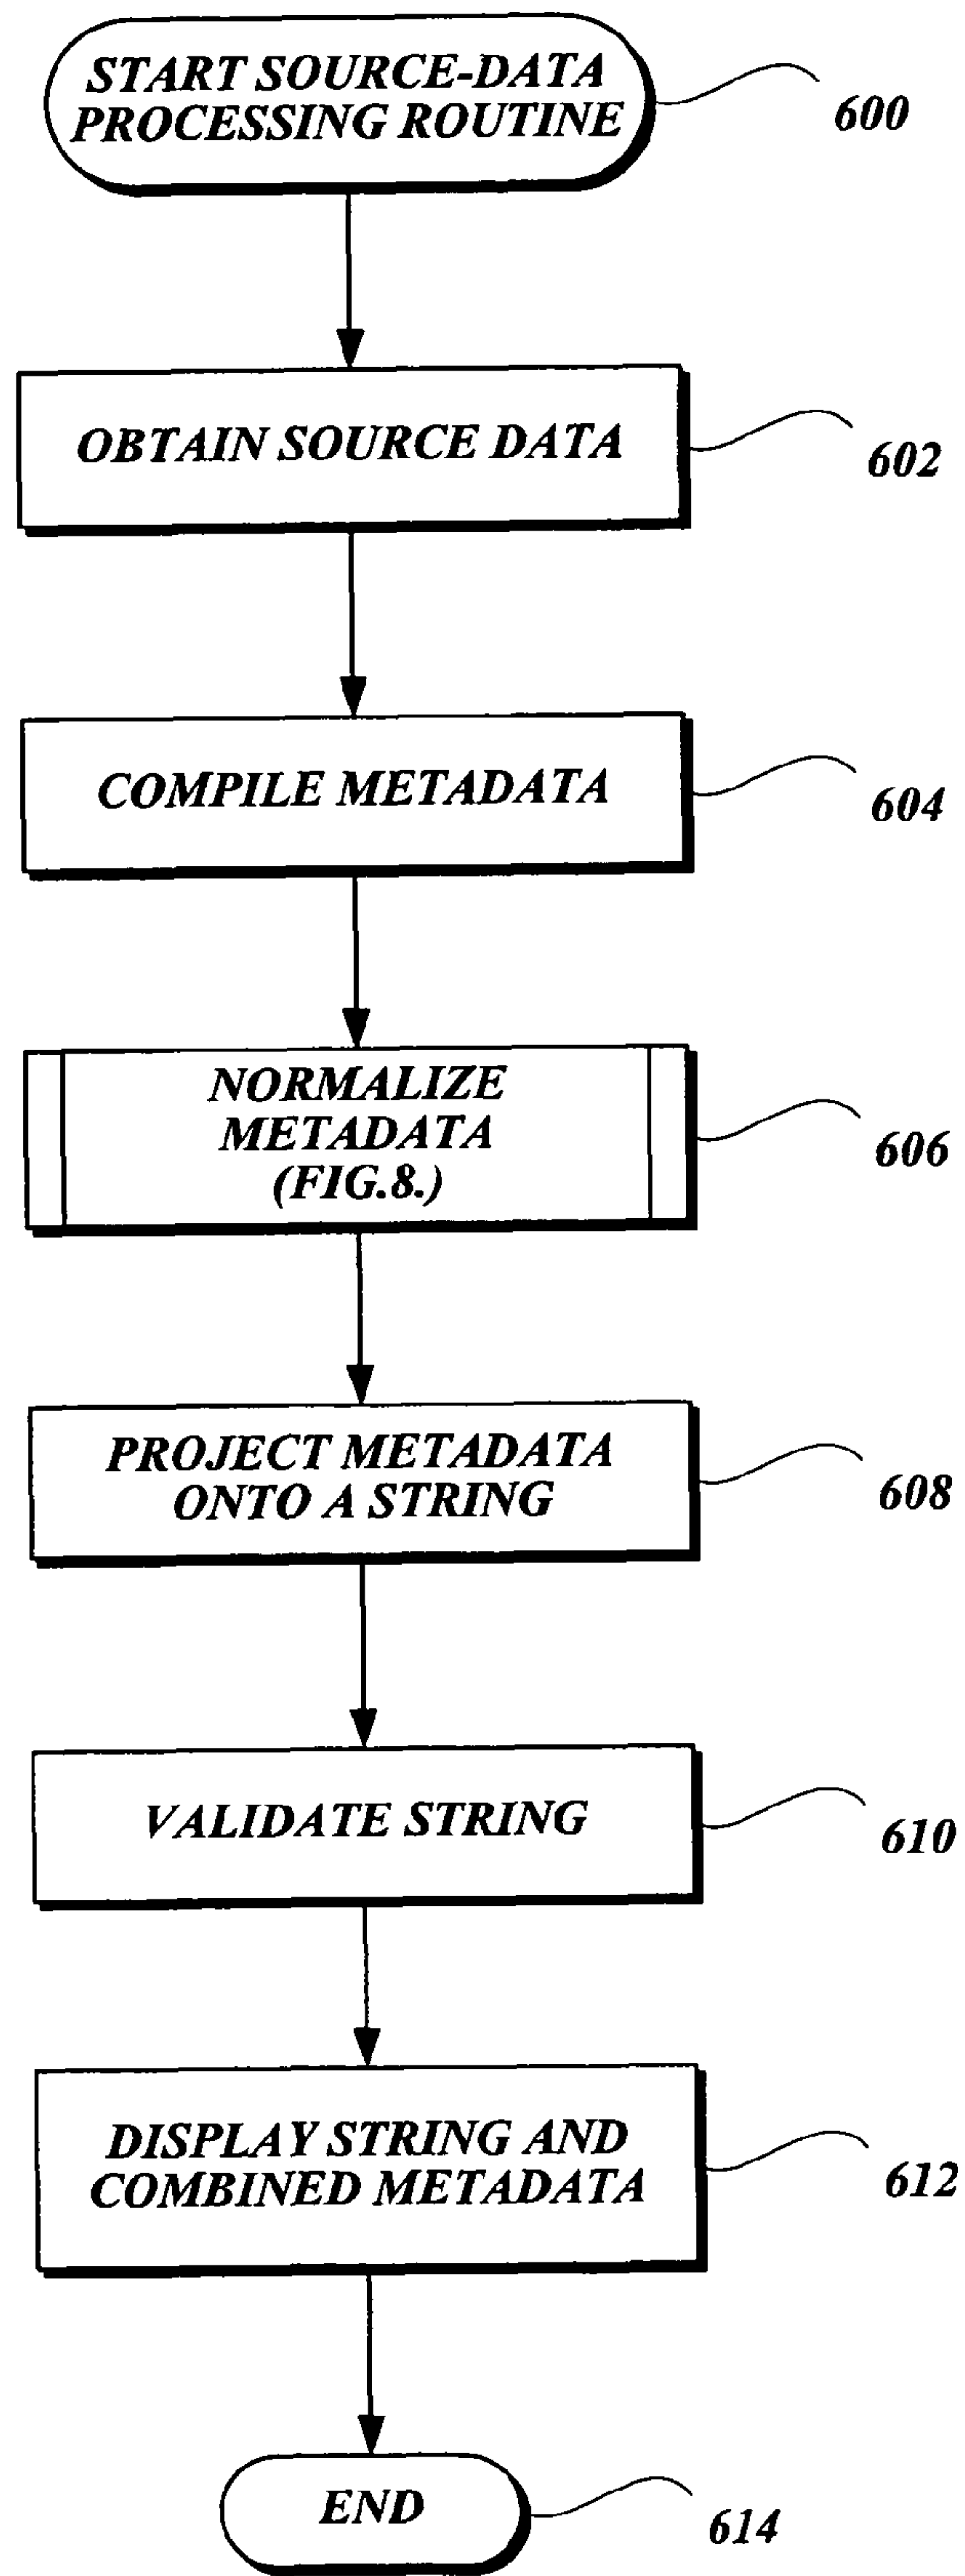 START SOURCE-DATA
PROCESSING ROUTINE
600
OBTAIN SOURCE DATA
602
COMPILE METADATA
604
NORMALIZE
METADATA
(FIG.8.)
606
PROJECT METADATA
ONTO A STRING
608
VALIDATE STRING
610
DISPLAY STRING AND
COMBINED METADATA
612
END
614